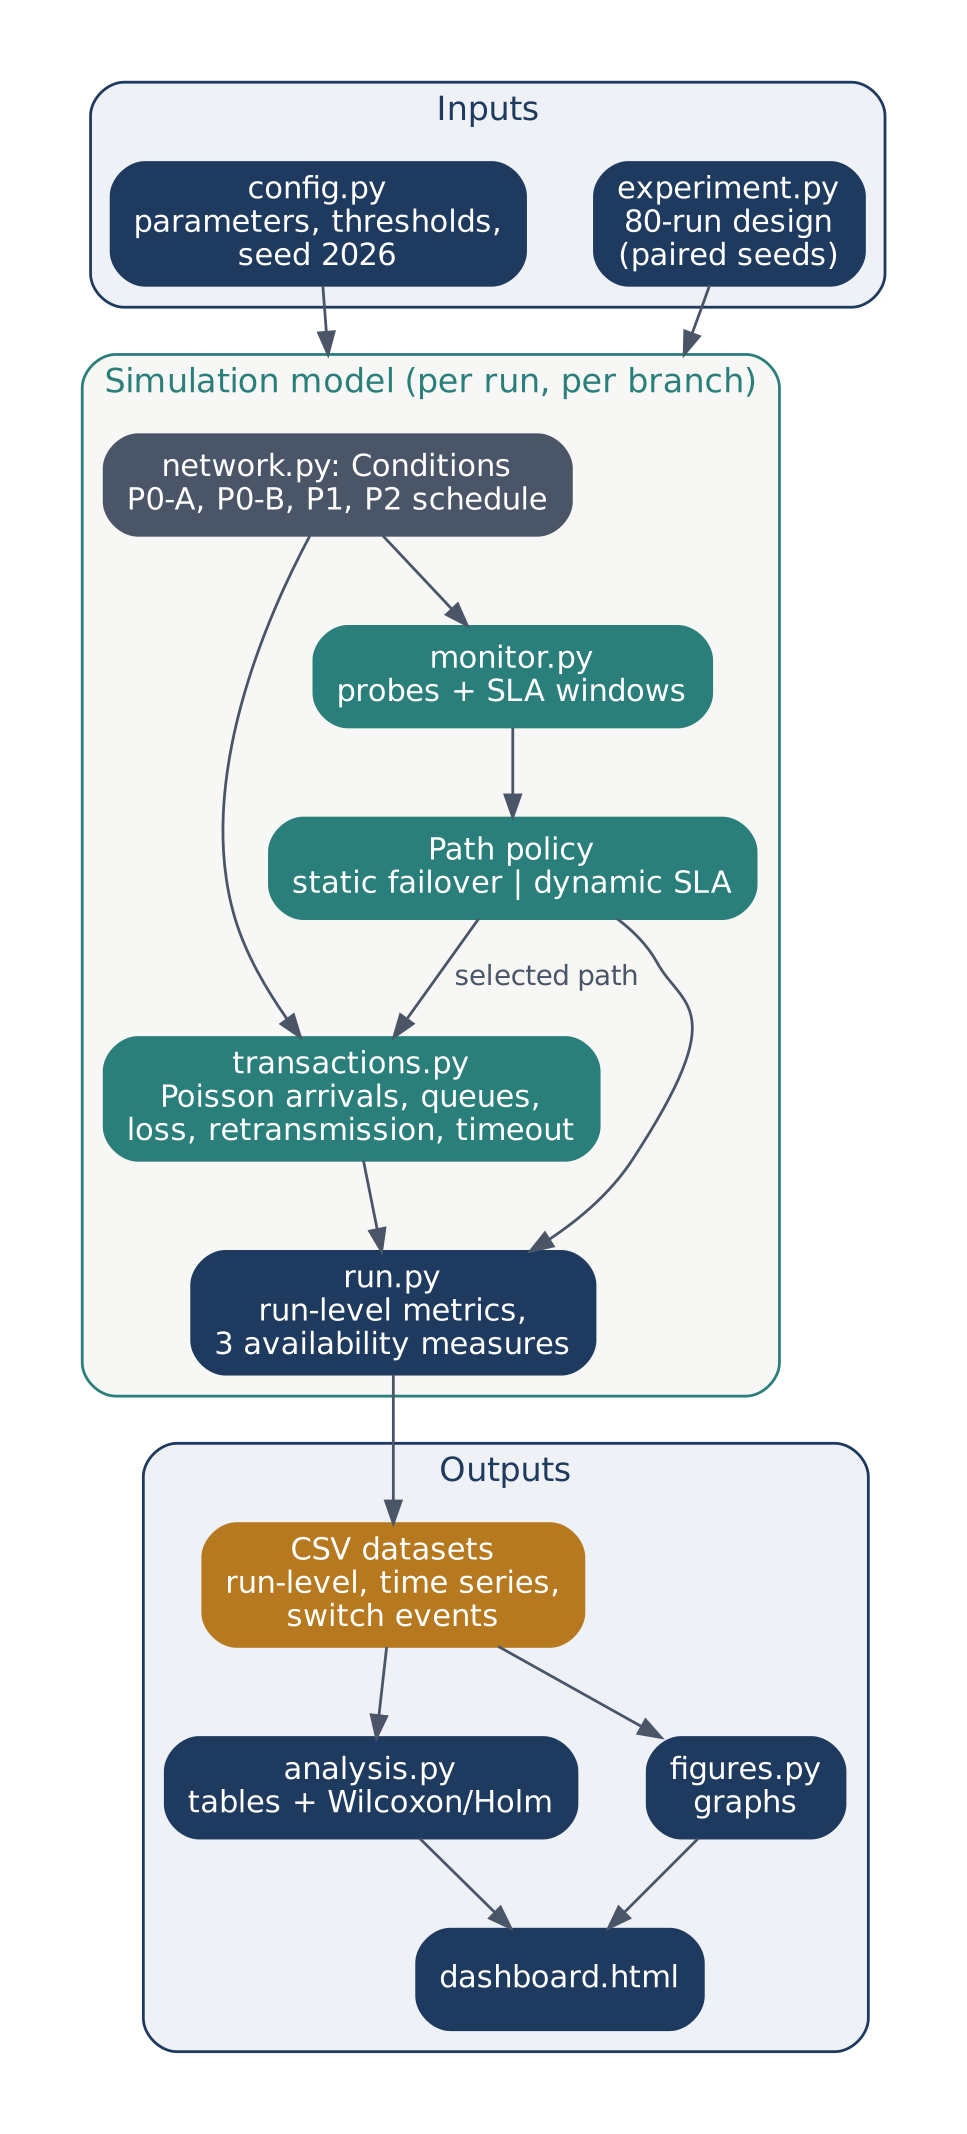 Inputs
config.py
parameters, thresholds,
seed 2026
experiment.py
80-run design
(paired seeds)
Simulation model (per run, per branch)
network.py: Conditions
P0-A, P0-B, P1, P2 schedule
monitor.py
probes + SLA windows
Path policy
static failover | dynamic SLA
selected path
transactions.py
Poisson arrivals, queues,
loss, retransmission, timeout
run.py
run-level metrics,
3 availability measures
Outputs
CSV datasets
run-level, time series,
switch events
analysis.py
tables + Wilcoxon/Holm
figures.py
graphs
dashboard.html